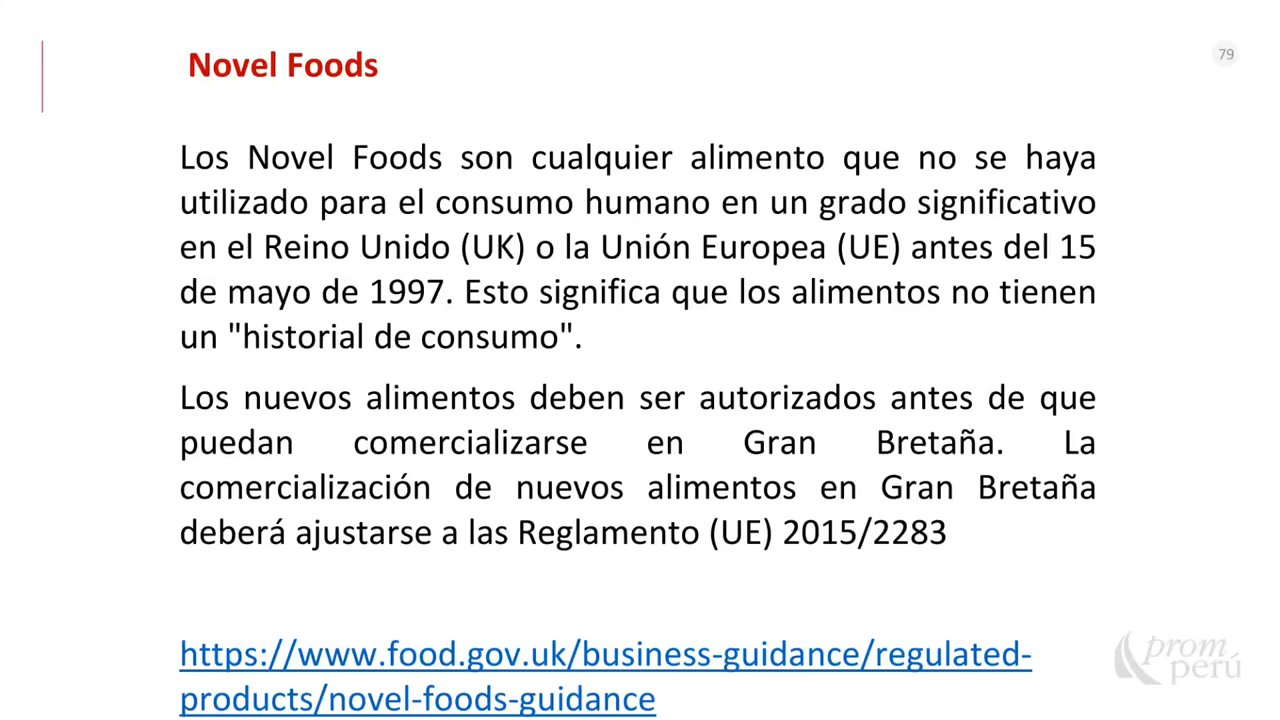 Novel Foods
79
Los Novel Foods son cualquier alimento que no se haya
utilizado para el consumo humano en un grado significativo
en el Reino Unido (UK) o la Unión Europea (UE) antes del 15
de mayo de 1997. Esto significa que los alimentos no tienen
un "historial de consumo".
Los nuevos alimentos deben ser autorizados antes de que
puedan comercializarse en Gran Bretaña. La
comercialización de nuevos alimentos en Gran Bretaña
deberá ajustarse a las Reglamento (UE) 2015/2283
https://www.food.gov.uk/business-guidance/regulated-
products/novel-foods-guidance
prom
perú